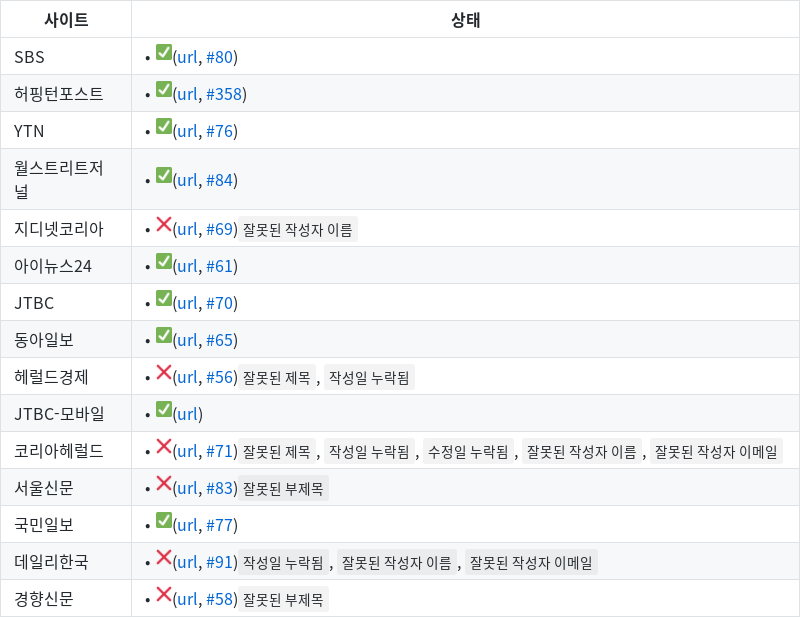 사이트 상태
SBS • ✅(url, #80)
허핑턴포스트 • ✅(url, #358)
YTN • ✅(url, #76)
월스트리트저
널 • ✅(url, #84)
지디넷코리아 • ❌(url, #69) 잘못된 작성자 이름
아이뉴스24 • ✅(url, #61)
JTBC • ✅(url, #70)
동아일보 • ✅(url, #65)
헤럴드경제 • ❌(url, #56) 잘못된 제목 , 작성일 누락됨
JTBC-모바일 • ✅(url)
코리아헤럴드 • ❌(url, #71) 잘못된 제목 , 작성일 누락됨 , 수정일 누락됨 , 잘못된 작성자 이름 , 잘못된 작성자 이메일
서울신문 • ❌(url, #83) 잘못된 부제목
국민일보 • ✅(url, #77)
데일리한국 • ❌(url, #91) 작성일 누락됨 , 잘못된 작성자 이름 , 잘못된 작성자 이메일
경향신문 • ❌(url, #58) 잘못된 부제목